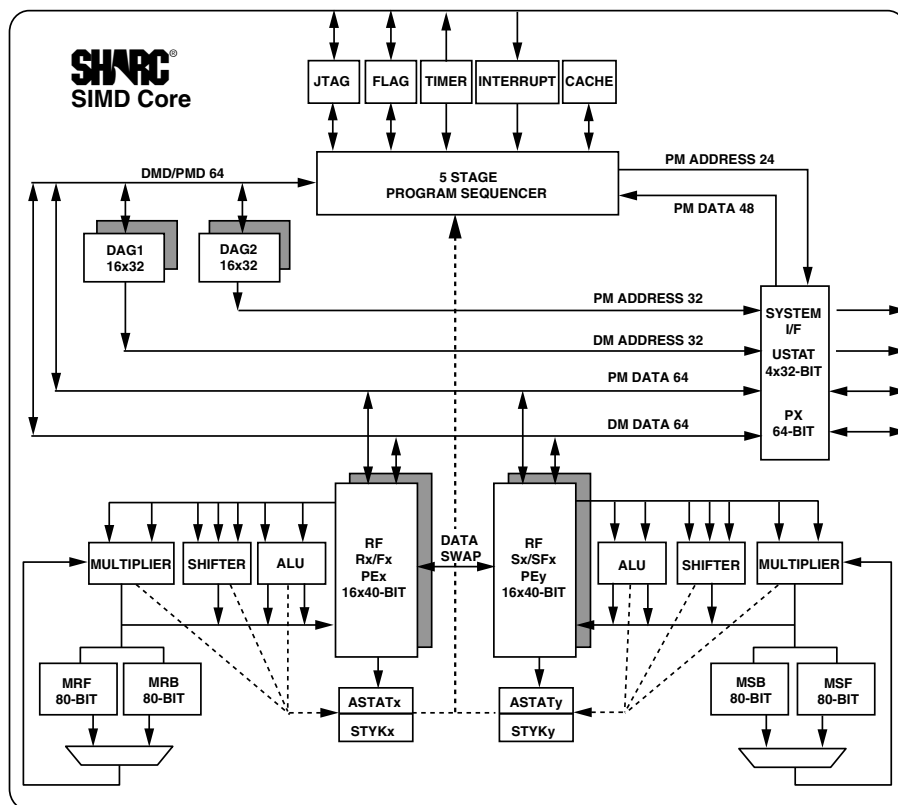 SHARC®
SIMD Core
JTAG
FLAG
TIMER
INTERRUPT
CACHE
DMD/PMD 64
5 STAGE
PROGRAM SEQUENCER
PM ADDRESS 24
PM DATA 48
DAG1
16x32
DAG2
16x32
PM ADDRESS 32
DM ADDRESS 32
PM DATA 64
DM DATA 64
SYSTEM
I/F
USTAT
4x32-BIT
PX
64-BIT
MULTIPLIER
SHIFTER
ALU
RF
Rx/Fx
PEx
16x40-BIT
DATA
SWAP
RF
Sx/SFx
PEy
16x40-BIT
ALU
SHIFTER
MULTIPLIER
MRF
80-BIT
MRB
80-BIT
ASTATx
STYKx
ASTATy
STYKy
MSB
80-BIT
MSF
80-BIT